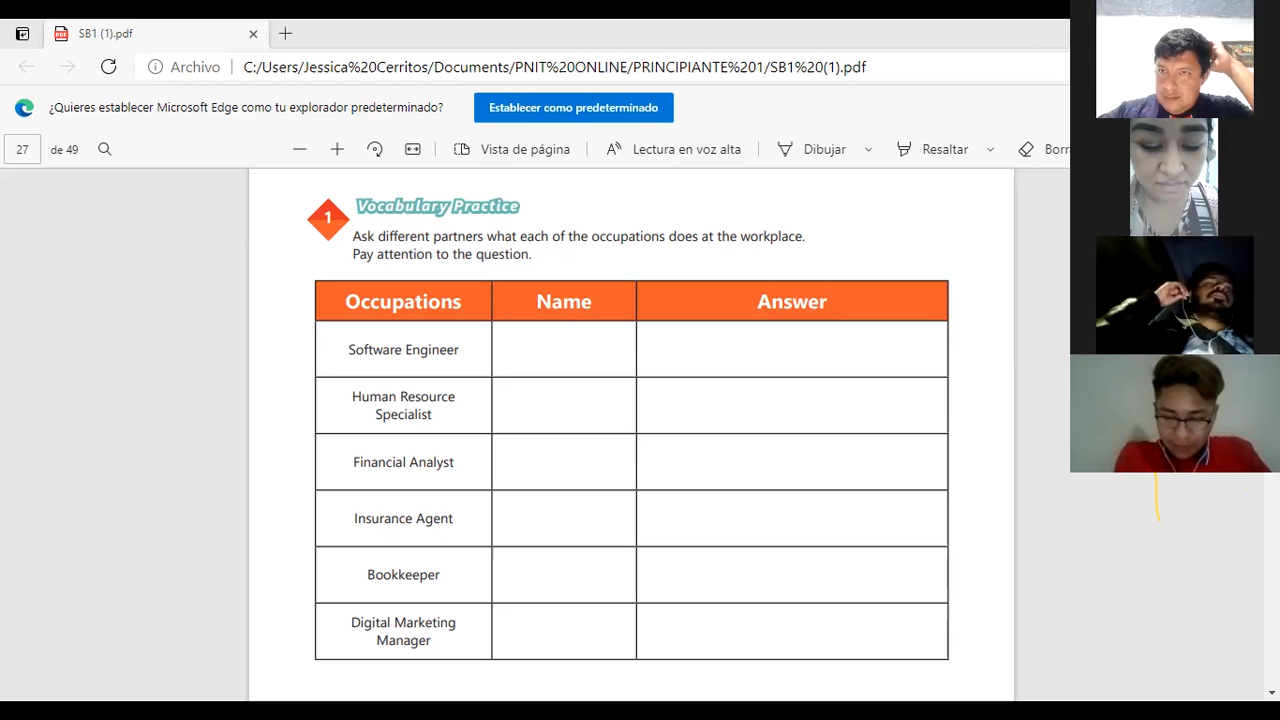 SB1 (1).pdf
Archivo C:/Users/Jessica%20Cerritos/Documents/PNIT%20ONLINE/PRINCIPIANTE%201/SB1%20(1).pdf
¿Quieres establecer Microsoft Edge como tu explorador predeterminado? Establecer como predeterminado
27 de 49 Vista de página Lectura en voz alta Dibujar Resaltar Borr
1 Vocabulary Practice
Ask different partners what each of the occupations does at the workplace.
Pay attention to the question.
Occupations Name Answer
Software Engineer
Human Resource
Specialist
Financial Analyst
Insurance Agent
Bookkeeper
Digital Marketing
Manager